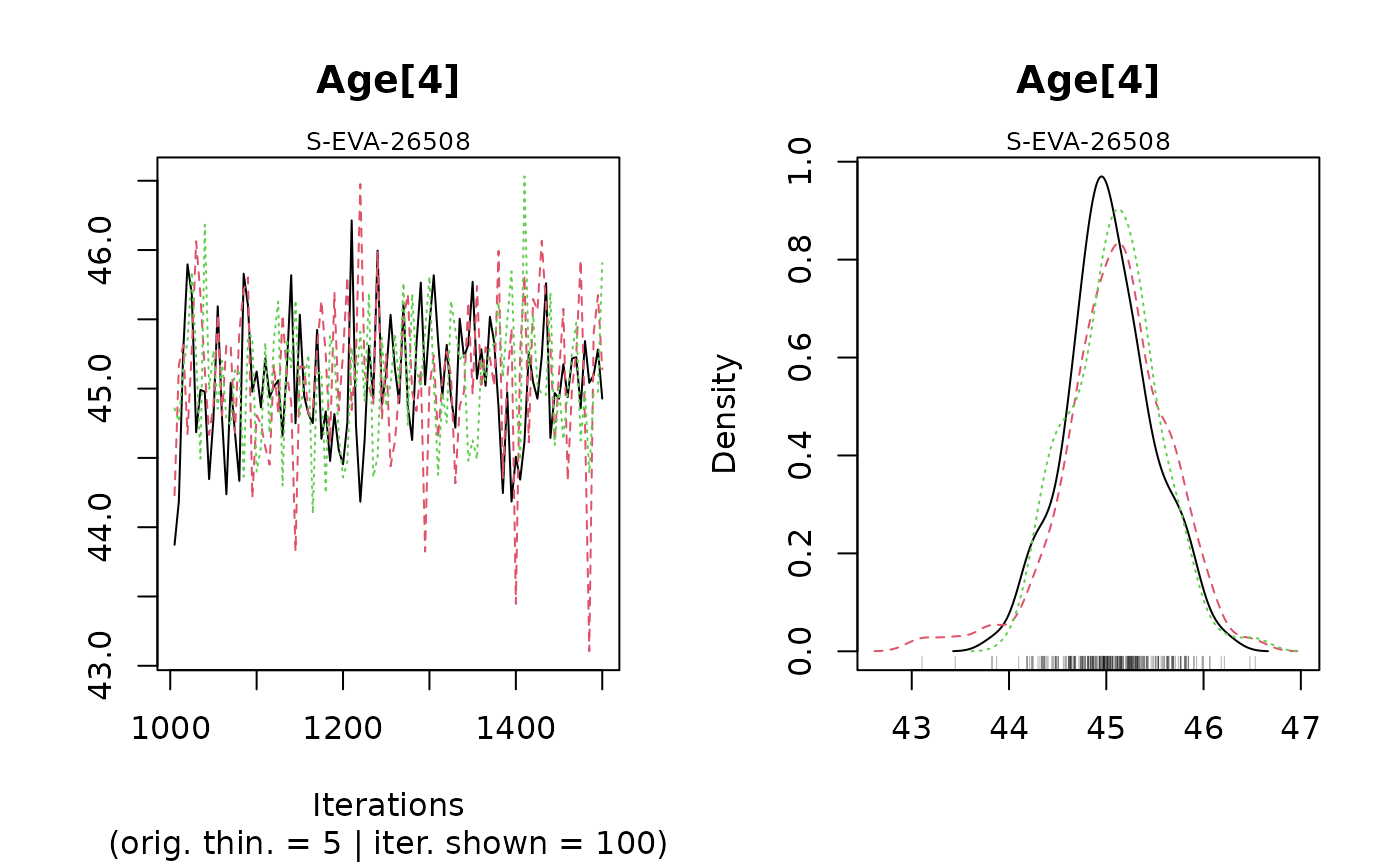 Age[4]
S-EVA-26508
46.0
45.0
44.0
43.0
1000
1200
1400
Iterations
(orig. thin. = 5 | iter. shown = 100)
Age[4]
S-EVA-26508
Density
1.0
0.8
0.6
0.4
0.2
0.0
43
44
45
46
47